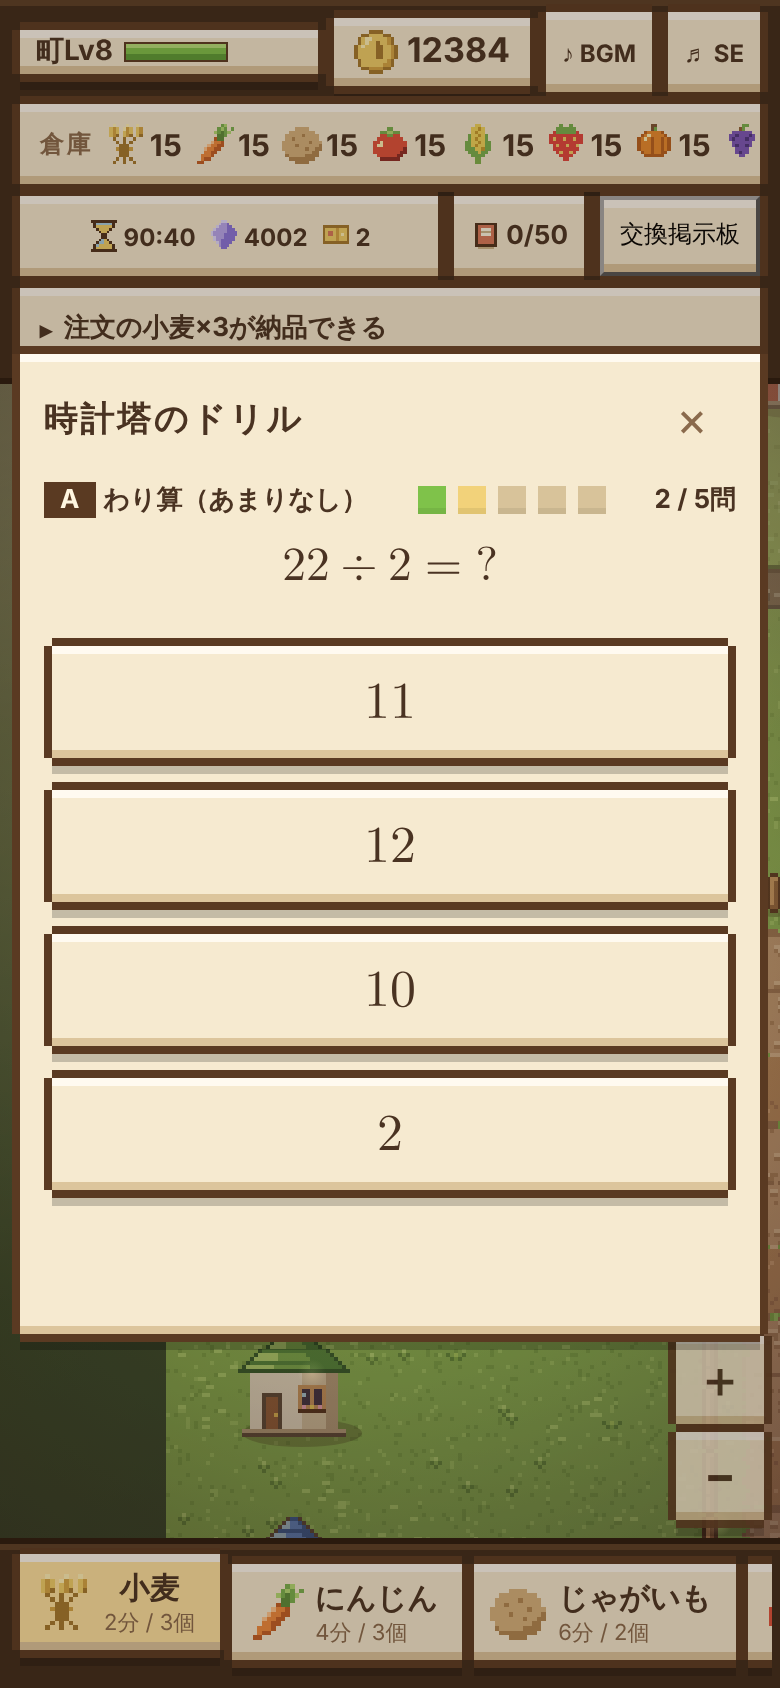 町Lv8 12384 ♪ BGM ♬ SE
倉庫 15 15 15 15 15 15 15
90:40 4002 2 0/50 交換掲示板
▸ 注文の小麦×3が納品できる
時計塔のドリル ×
A わり算（あまりなし） 2 / 5問
22 ÷ 2 = ?
11
12
10
2
+
−
小麦 にんじん じゃがいも
2分 / 3個 4分 / 3個 6分 / 2個